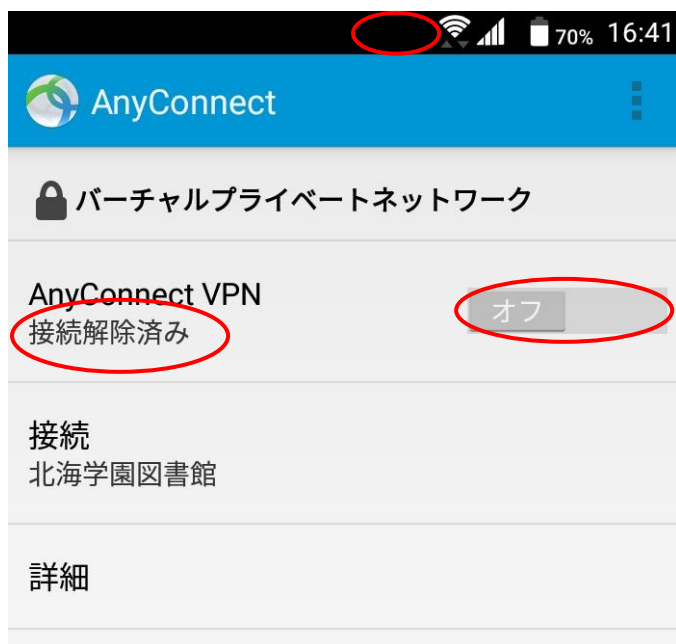 70% 16:41
AnyConnect
バーチャルプライベートネットワーク
AnyConnect VPN
オフ
接続解除済み
接続
北海学園図書館
詳細